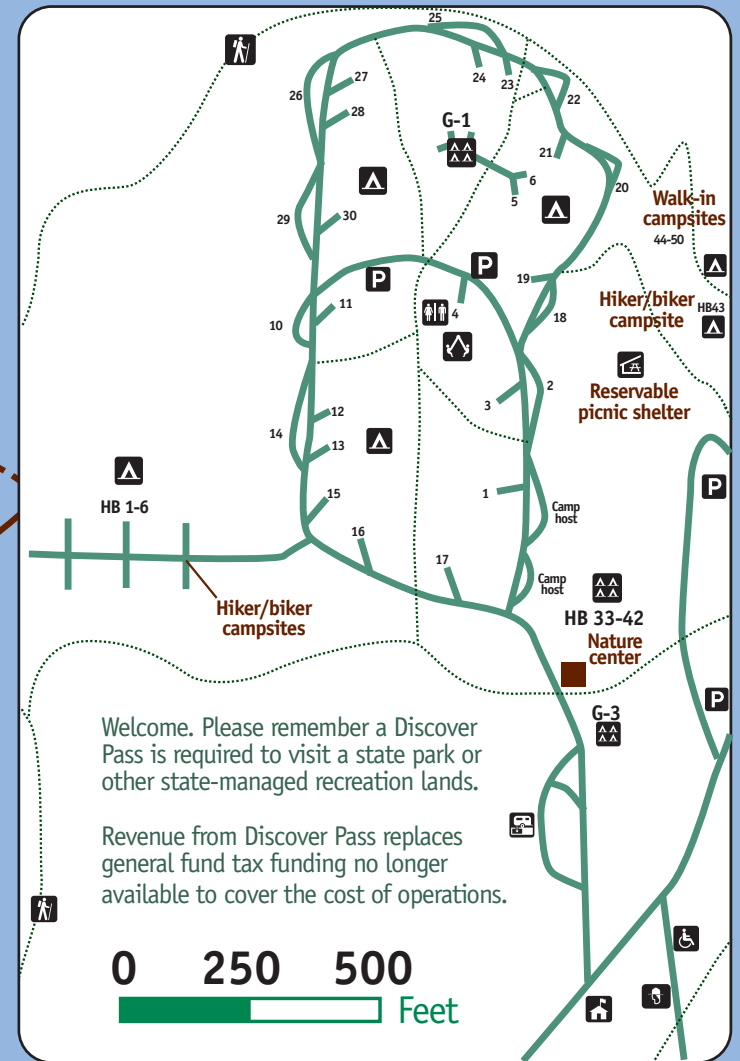 25
27
26
24
23
22
28
G-1
21
6
5
20
Walk-in
campsites
44-50
29
30
P
P
19
Hiker/biker
campsite
HB43
11
10
4
18
Reservable
picnic shelter
2
3
12
14
13
P
1
15
HB 1-6
Camp
host
16
17
Camp
host
Hiker/biker
campsites
HB 33-42
Nature
center
P
G-3
Welcome. Please remember a Discover
Pass is required to visit a state park or
other state-managed recreation lands.
Revenue from Discover Pass replaces
general fund tax funding no longer
available to cover the cost of operations.
0 250 500
Feet